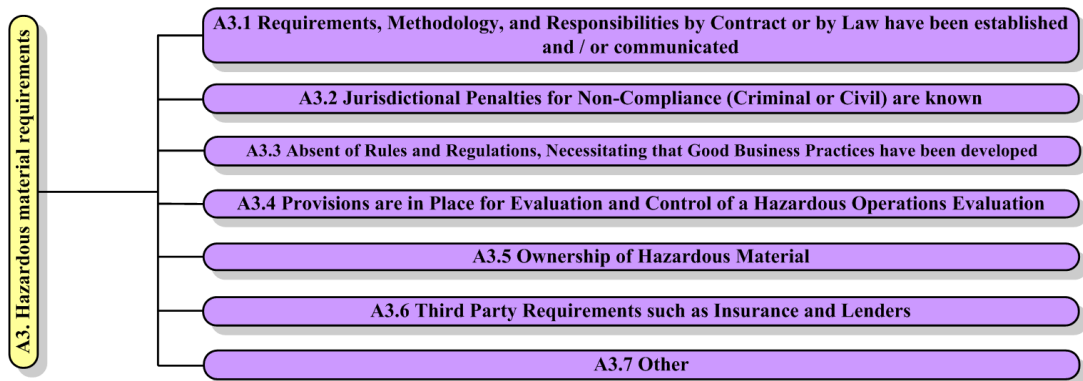 A3. Hazardous material requirements
A3.1 Requirements, Methodology, and Responsibilities by Contract or by Law have been established
and / or communicated
A3.2 Jurisdictional Penalties for Non-Compliance (Criminal or Civil) are known
A3.3 Absent of Rules and Regulations, Necessitating that Good Business Practices have been developed
A3.4 Provisions are in Place for Evaluation and Control of a Hazardous Operations Evaluation
A3.5 Ownership of Hazardous Material
A3.6 Third Party Requirements such as Insurance and Lenders
A3.7 Other